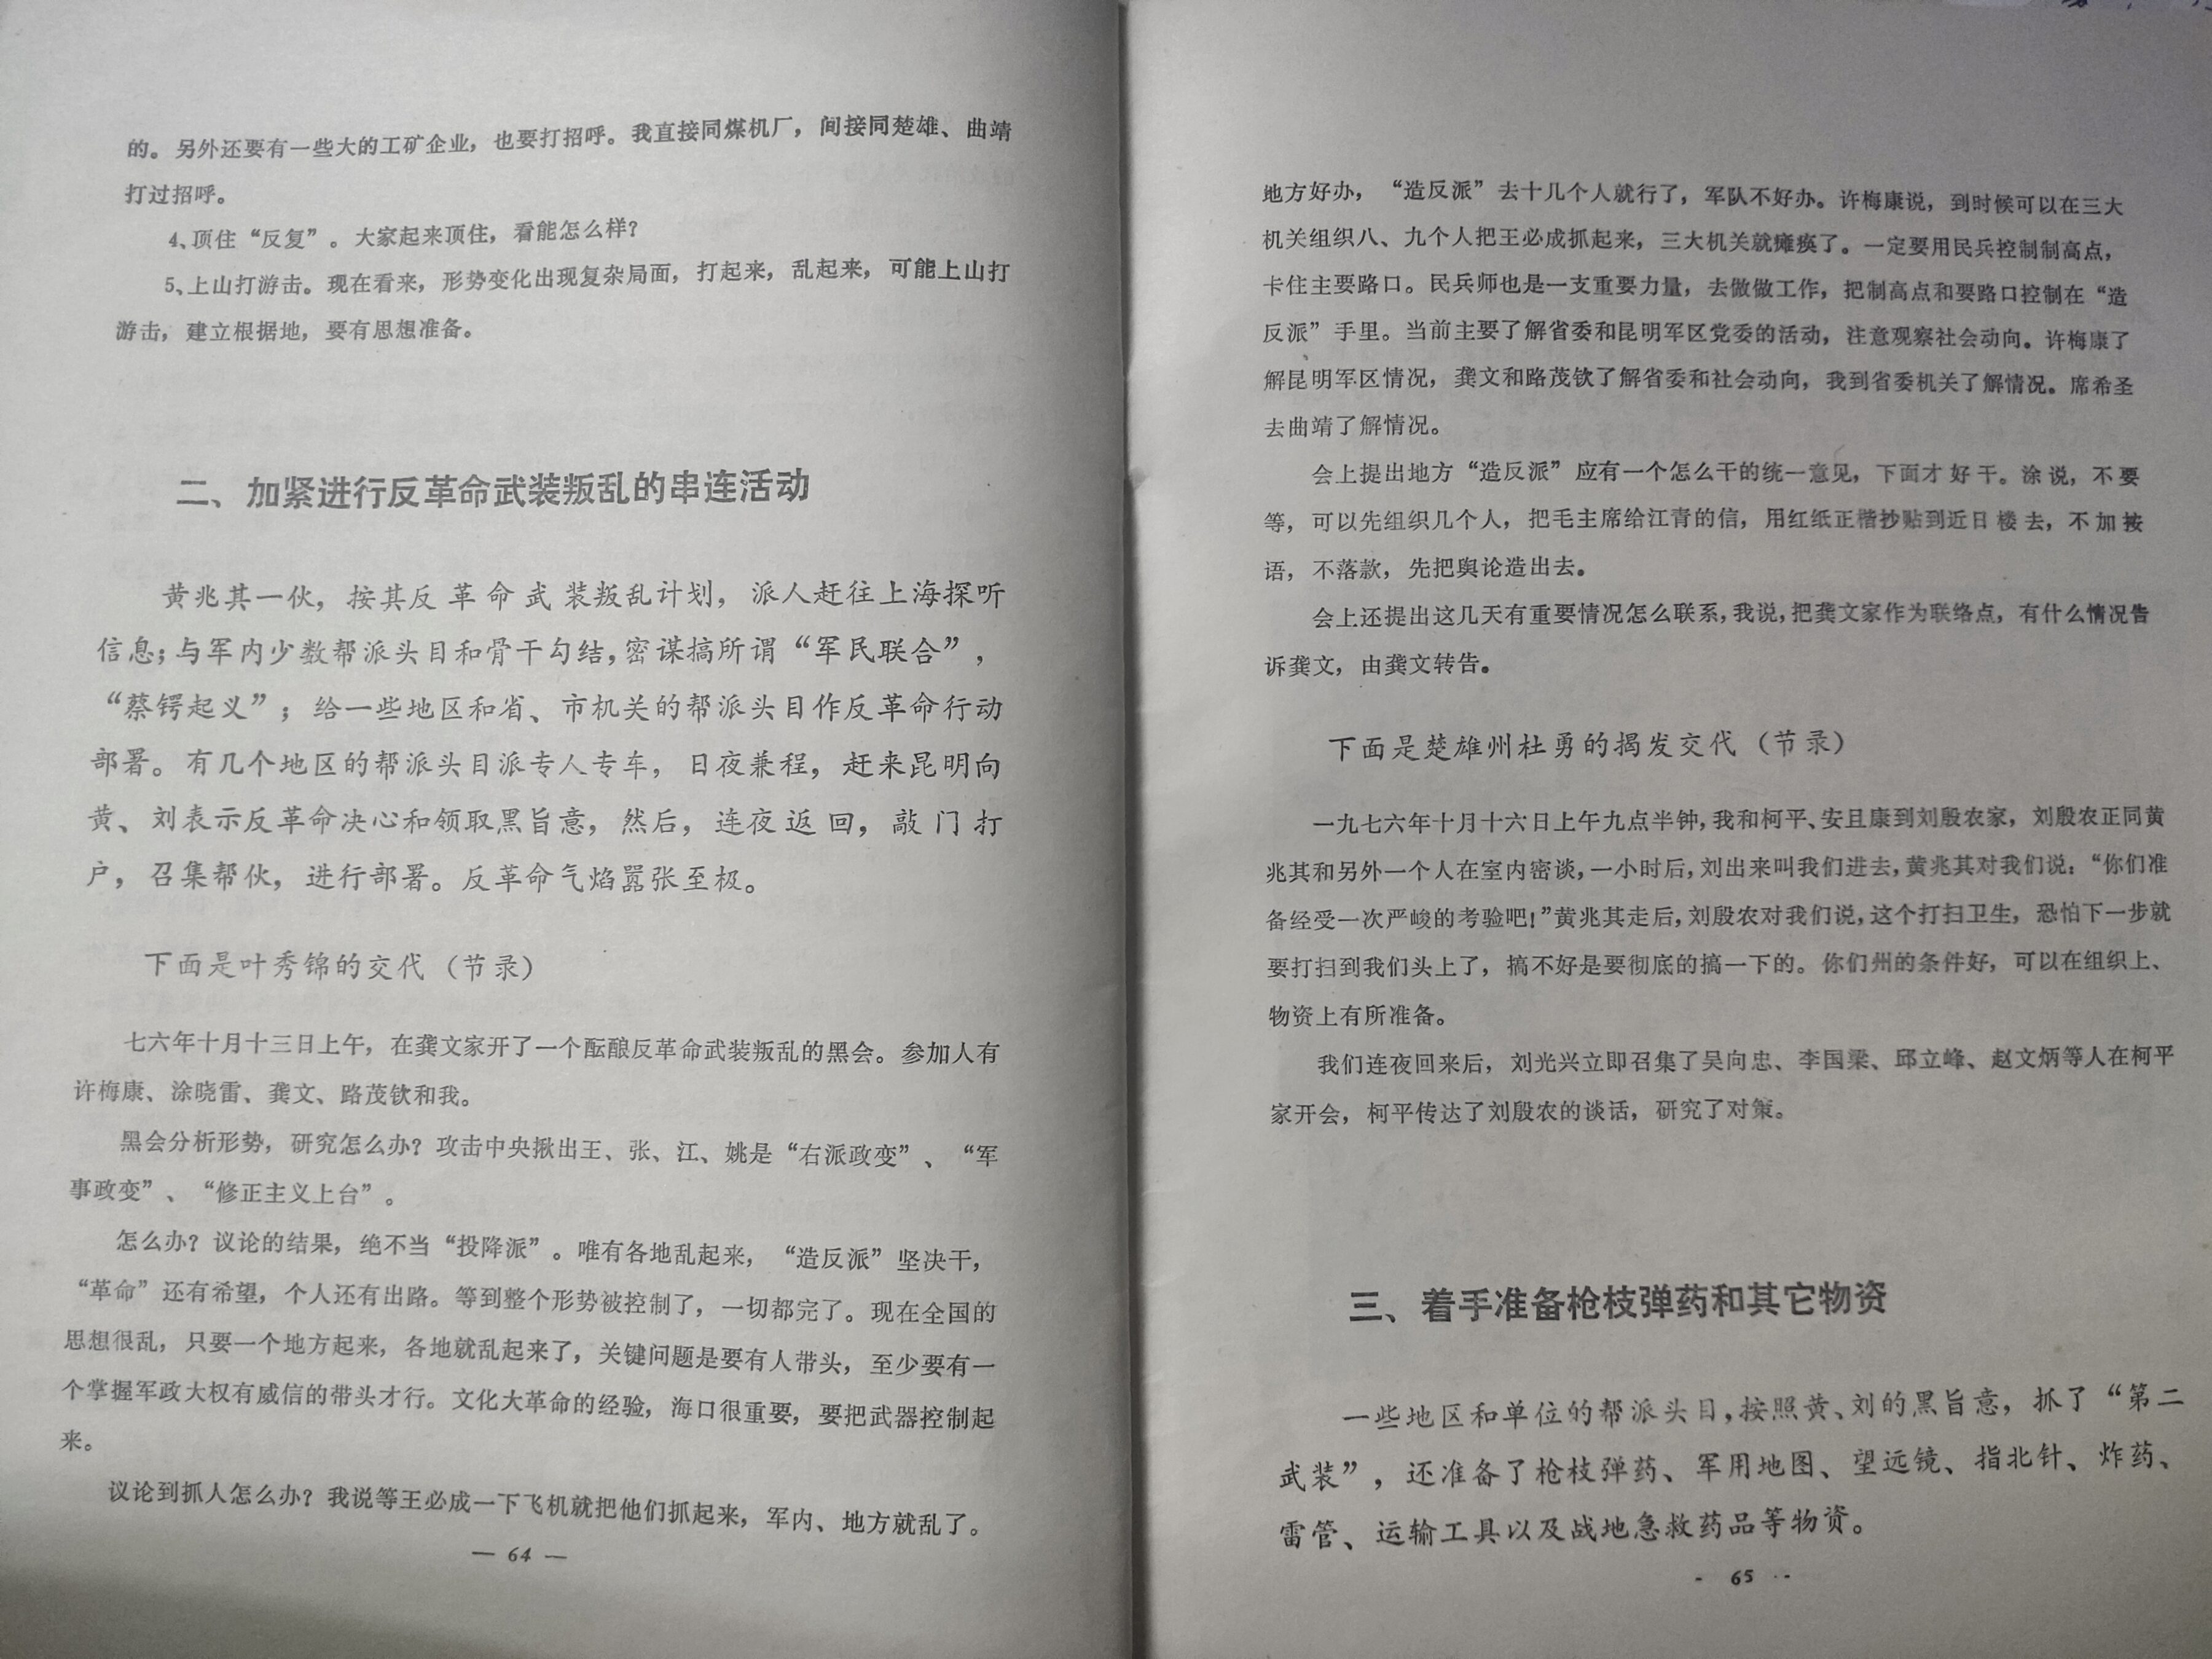 的。另外还要有一些大的工矿企业，也要打招呼。我直接同煤机厂，间接同楚雄、曲靖
打过招呼。
4、顶住“反复”。大家起来顶住，看能怎么样？
5、上山打游击。现在看来，形势变化出现复杂局面，打起来，乱起来，可能上山打
游击，建立根据地，要有思想准备。
二、加紧进行反革命武装叛乱的串连活动
黄兆其一伙，按其反革命武装叛乱计划，派人赶往上海探听
信息；与军内少数帮派头目和骨干勾结，密谋搞所谓“军民联合”，
“蔡锷起义”；给一些地区和省、市机关的帮派头目作反革命行动
部署。有几个地区的帮派头目派专人专车，日夜兼程，赶来昆明向
黄、刘表示反革命决心和领取黑旨意，然后，连夜返回，敲门打
户，召集帮伙，进行部署。反革命气焰嚣张至极。
下面是叶秀锦的交代（节录）
七六年十月十三日上午，在龚文家开了一个酝酿反革命武装叛乱的黑会。参加人有
许梅康、涂晓雷、龚文、路茂钦和我。
黑会分析形势，研究怎么办？攻击中央揪出王、张、江、姚是“右派政变”、“军
事政变”、“修正主义上台”。
怎么办？议论的结果，绝不当“投降派”。唯有各地乱起来，“造反派”坚决干，
“革命”还有希望，个人还有出路。等到整个形势被控制了，一切都完了。现在全国的
思想很乱，只要一个地方起来，各地就乱起来了，关键问题是要有人带头，至少要有一
个掌握军政大权有威信的带头才行。文化大革命的经验，海口很重要，要把武器控制起
来。
议论到抓人怎么办？我说等王必成一下飞机就把他们抓起来，军内、地方就乱了。
— 64 —
地方好办，“造反派”去十几个人就行了，军队不好办。许梅康说，到时候可以在三大
机关组织八、九个人把王必成抓起来，三大机关就瘫痪了。一定要用民兵控制制高点，
卡住主要路口。民兵师也是一支重要力量，去做做工作，把制高点和要路口控制在“造
反派”手里。当前主要了解省委和昆明军区党委的活动，注意观察社会动向。许梅康了
解昆明军区情况，龚文和路茂钦了解省委和社会动向，我到省委机关了解情况。席希圣
去曲靖了解情况。
会上提出地方“造反派”应有一个怎么干的统一意见，下面才好干。涂说，不要
等，可以先组织几个人，把毛主席给江青的信，用红纸正楷抄贴到近日楼去，不加按
语，不落款，先把舆论造出去。
会上还提出这几天有重要情况怎么联系，我说，把龚文家作为联络点，有什么情况告
诉龚文，由龚文转告。
下面是楚雄州杜勇的揭发交代（节录）
一九七六年十月十六日上午九点半钟，我和柯平、安且康到刘殷农家，刘殷农正同黄
兆其和另外一个人在室内密谈，一小时后，刘出来叫我们进去，黄兆其对我们说：“你们准
备经受一次严峻的考验吧！”黄兆其走后，刘殷农对我们说，这个打扫卫生，恐怕下一步就
要打扫到我们头上了，搞不好是要彻底的搞一下的。你们州的条件好，可以在组织上、
物资上有所准备。
我们连夜回来后，刘光兴立即召集了吴向忠、李国梁、邱立峰、赵文炳等人在柯平
家开会，柯平传达了刘殷农的谈话，研究了对策。
三、着手准备枪枝弹药和其它物资
一些地区和单位的帮派头目，按照黄、刘的黑旨意，抓了“第二
武装”，还准备了枪枝弹药、军用地图、望远镜、指北针、炸药、
雷管、运输工具以及战地急救药品等物资。
- 65 -